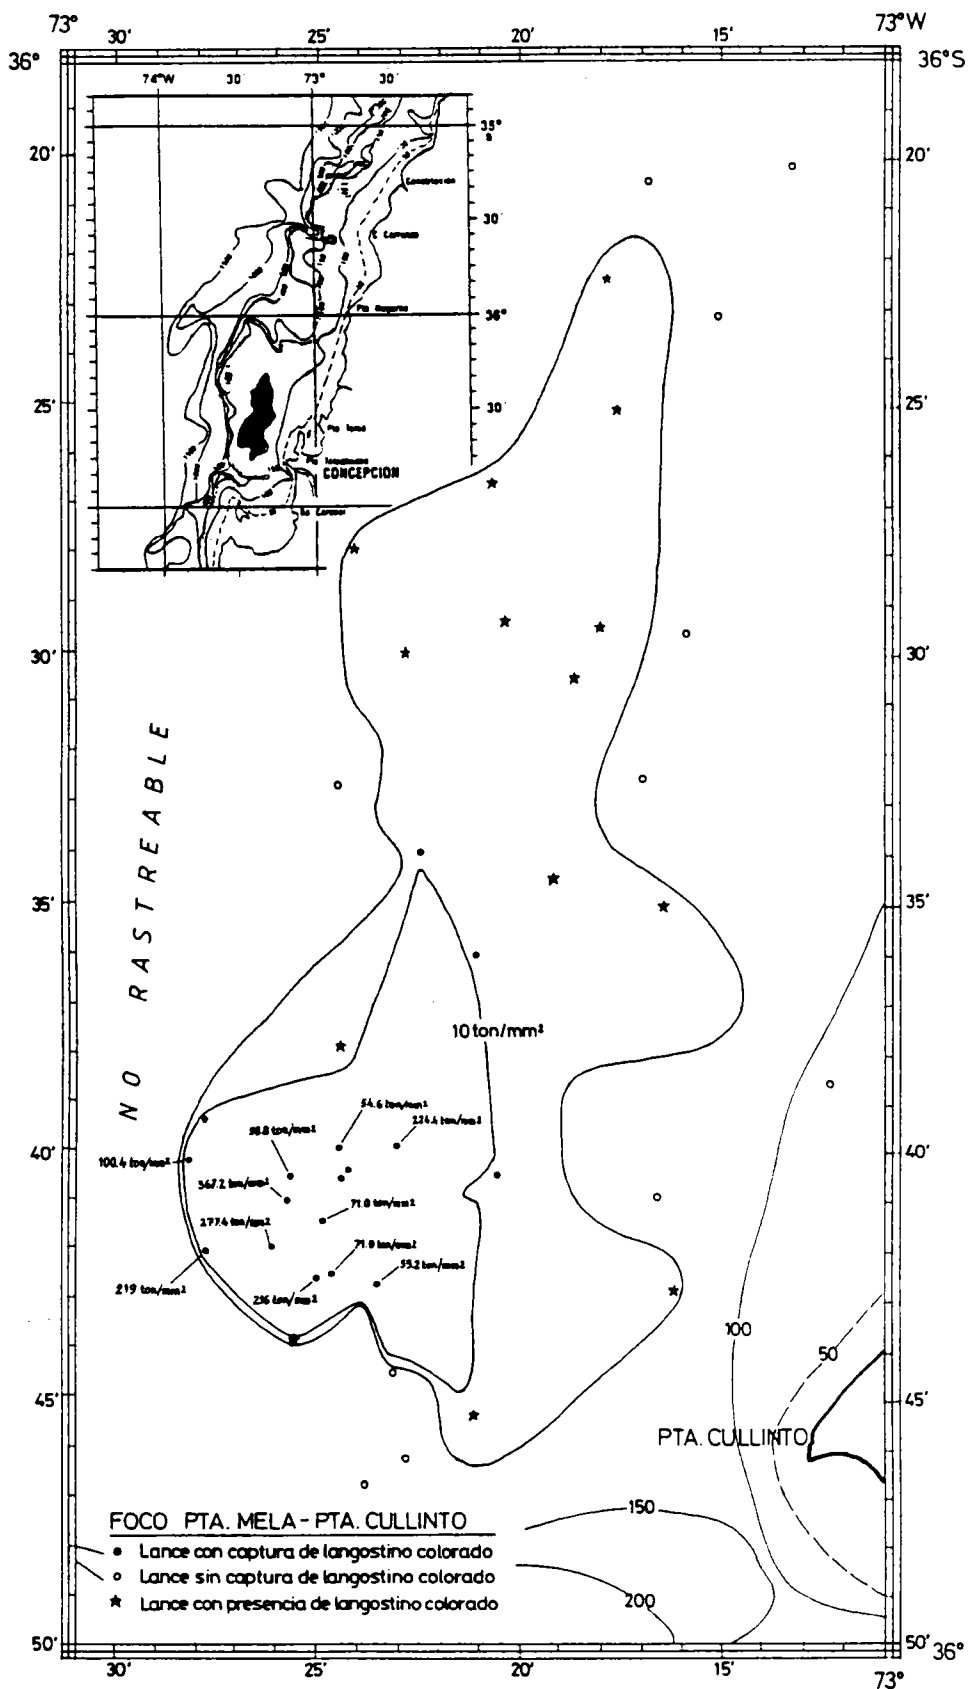 73°
73°W
30'
25'
20'
15'
36°
36°S
74°W
30'
73°
30'
35°
S
Constitucion
30'
C. Carranza
36°
30'
CONCEPCION
20'
20'
25'
25'
30'
30'
NO RASTREABLE
35'
35'
10 ton/mm²
54.6 ton/mm²
224.4 ton/mm²
98.8 ton/mm²
40'
100.4 ton/mm²
40'
567.2 ton/mm²
71.0 ton/mm²
277.4 ton/mm²
71.0 ton/mm²
55.2 ton/mm²
219 ton/mm²
236 ton/mm²
100
50
45'
45'
PTA. CULLINTO
150
FOCO PTA. MELA - PTA. CULLINTO
Lance con captura de langostino colorado
Lance sin captura de langostino colorado
200
Lance con presencia de langostino colorado
50'
50'
36°
30'
25'
20'
15'
73°